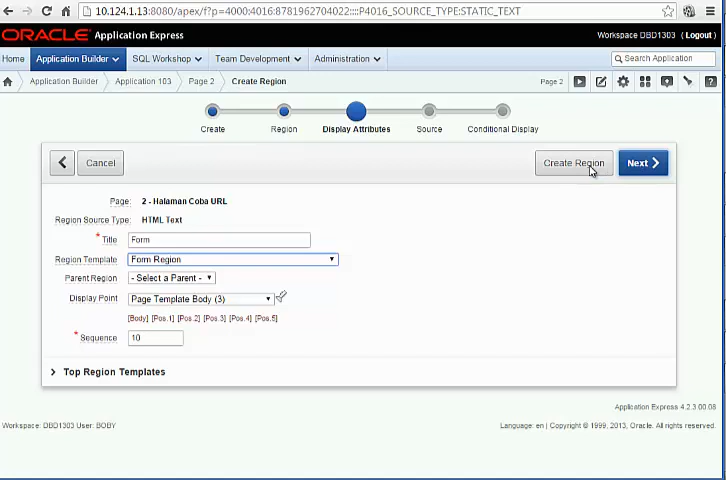 10.124.1.13:8080/apex/f?p=4000:4016:8781962704022::::P4016_SOURCE_TYPE:STATIC_TEXT
ORACLE® Application Express
Workspace DBD1303 ( Logout )
Home Application Builder SQL Workshop Team Development Administration Search Application
Application Builder Application 103 Page 2 Create Region Page 2
Create Region Display Attributes Source Conditional Display
Cancel Create Region Next
Page: 2 - Halaman Coba URL
Region Source Type: HTML Text
* Title Form
Region Template Form Region
Parent Region - Select a Parent -
Display Point Page Template Body (3)
[Body] [Pos.1] [Pos.2] [Pos.3] [Pos.4] [Pos.5]
* Sequence 10
Top Region Templates
Application Express 4.2.3.00.08
Workspace: DBD1303 User: BOBY Language: en | Copyright © 1999, 2013, Oracle. All rights reserved.